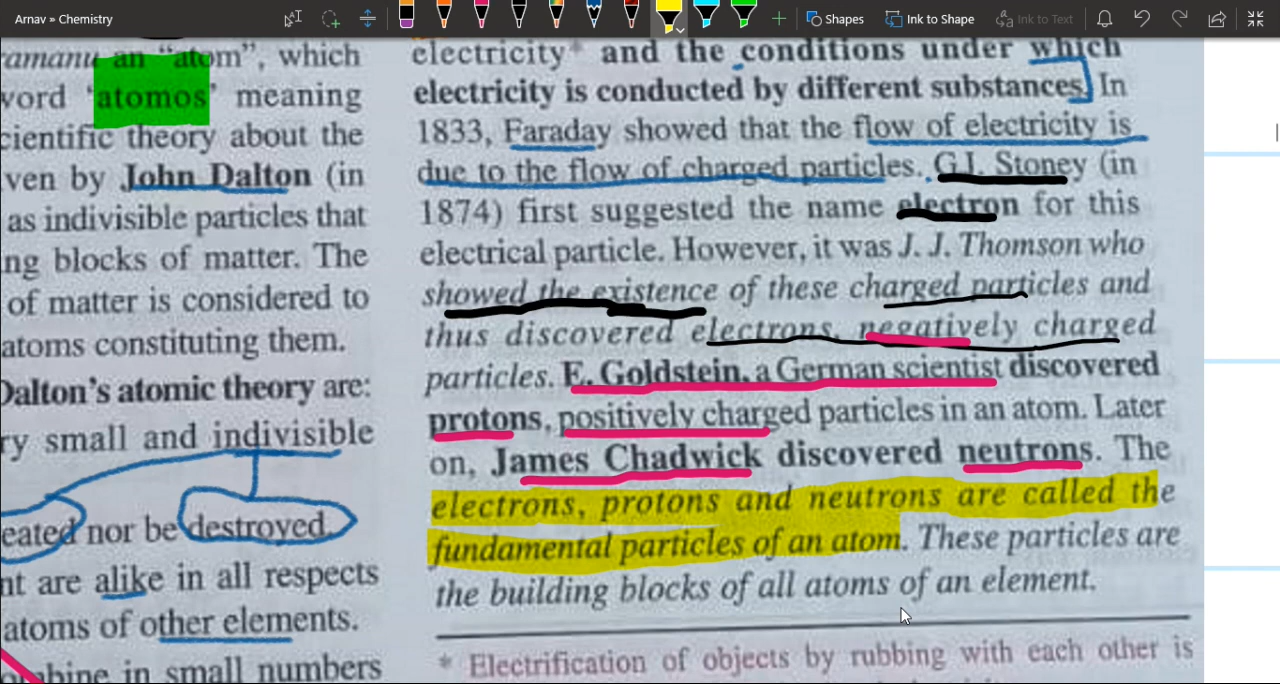 Arnav » Chemistry
Shapes
Ink to Shape
Ink to Text
amanu an “atom”, which
word ‘atomos’ meaning
scientific theory about the
ven by John Dalton (in
as indivisible particles that
ng blocks of matter. The
of matter is considered to
atoms constituting them.
Dalton’s atomic theory are:
ry small and indivisible
eated nor be destroyed.
nt are alike in all respects
atoms of other elements.
mbine in small numbers
electricity* and the conditions under which
electricity is conducted by different substances. In
1833, Faraday showed that the flow of electricity is
due to the flow of charged particles. G.J. Stoney (in
1874) first suggested the name electron for this
electrical particle. However, it was J. J. Thomson who
showed the existence of these charged particles and
thus discovered electrons, negatively charged
particles. E. Goldstein, a German scientist discovered
protons, positively charged particles in an atom. Later
on, James Chadwick discovered neutrons. The
electrons, protons and neutrons are called the
fundamental particles of an atom. These particles are
the building blocks of all atoms of an element.
* Electrification of objects by rubbing with each other is